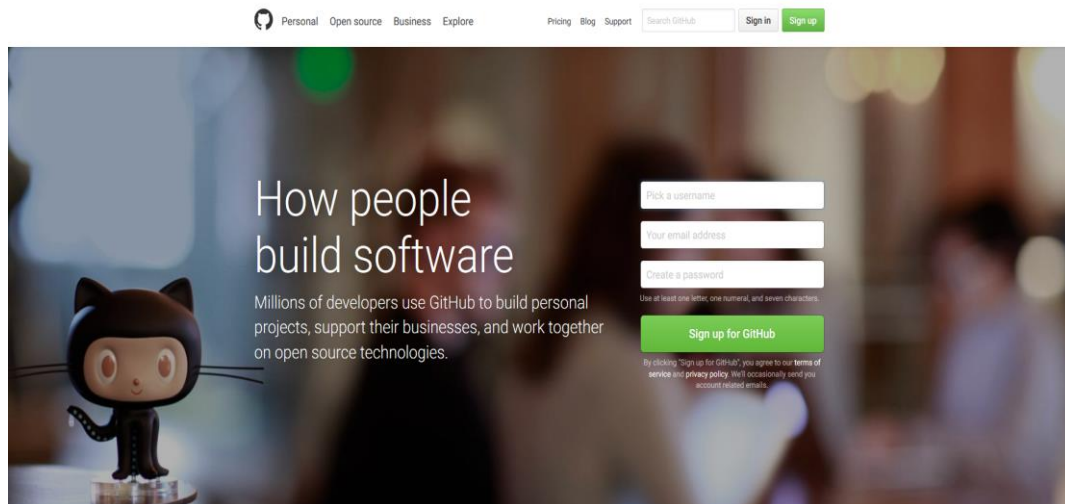 Personal Open source Business Explore Pricing Blog Support Search GitHub Sign in Sign up
How people
build software
Millions of developers use GitHub to build personal
projects, support their businesses, and work together
on open source technologies.
Pick a username
Your email address
Create a password
Use at least one letter, one numeral, and seven characters.
Sign up for GitHub
By clicking "Sign up for GitHub", you agree to our terms of
service and privacy policy. We'll occasionally send you
account related emails.